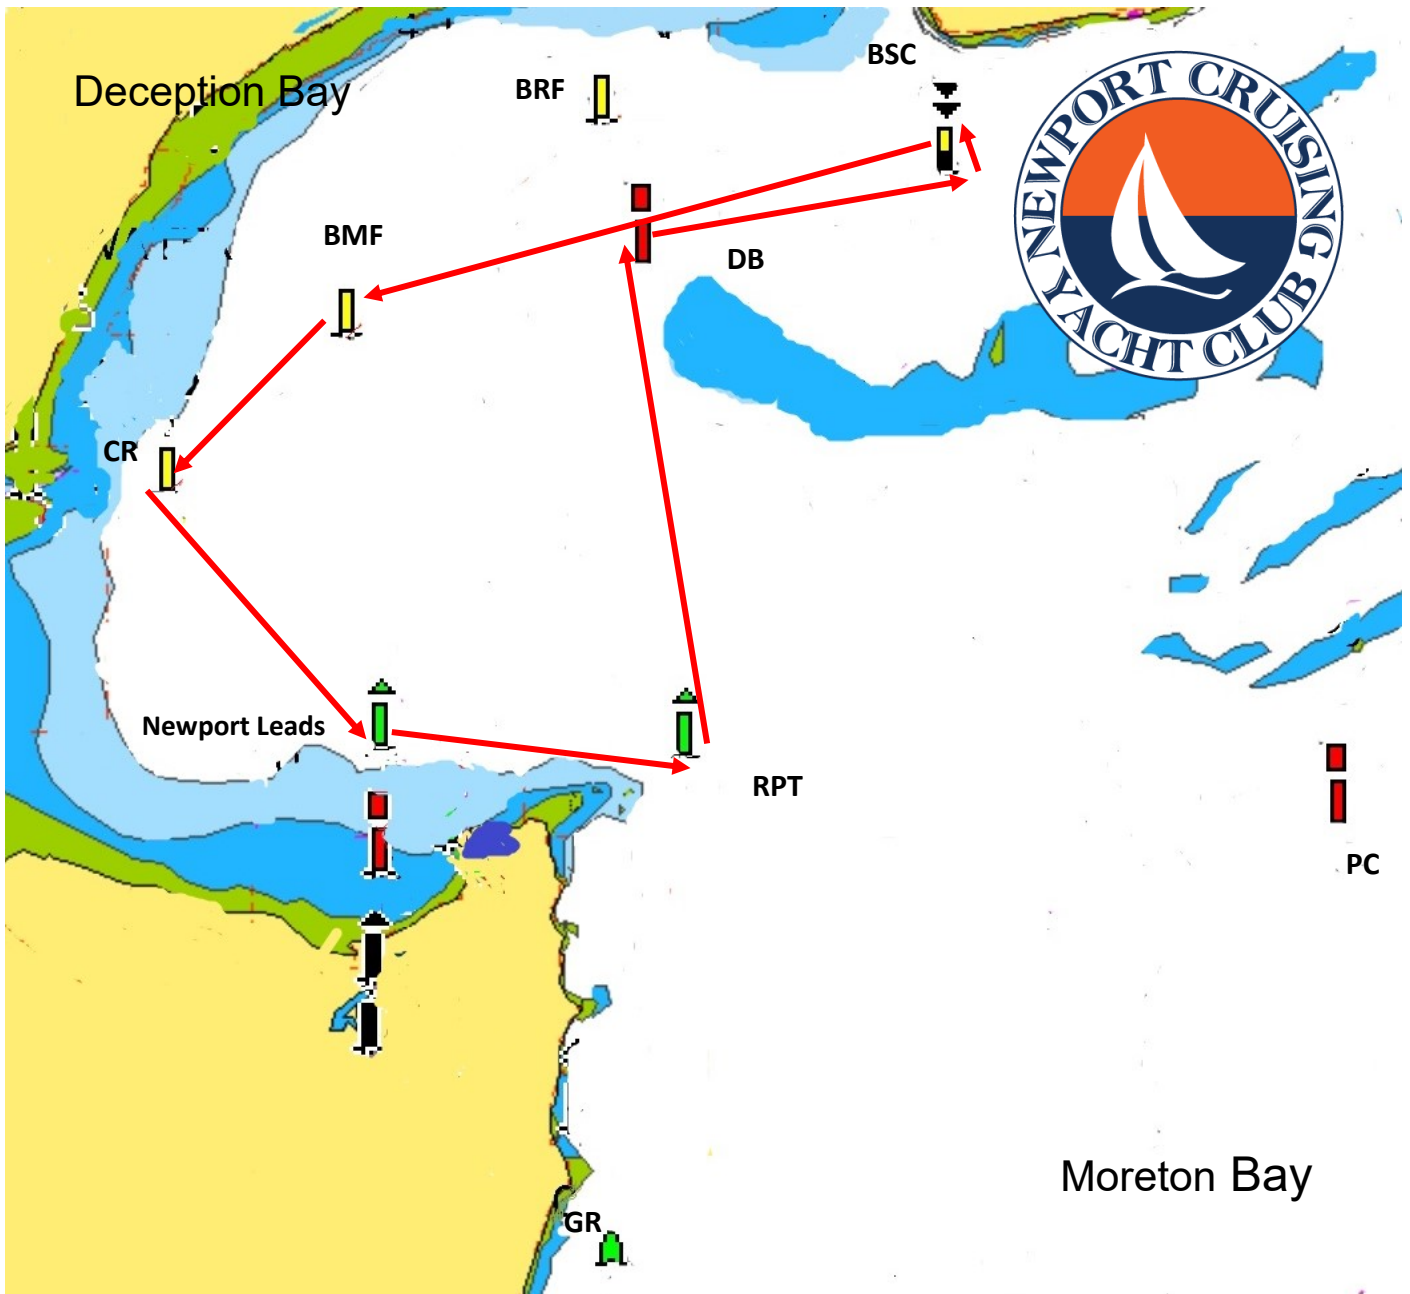 BSC
BRF
Deception Bay
NEWPORT CRUISING
YACHT CLUB
BMF
DB
CR
Newport Leads
RPT
PC
Moreton Bay
GR